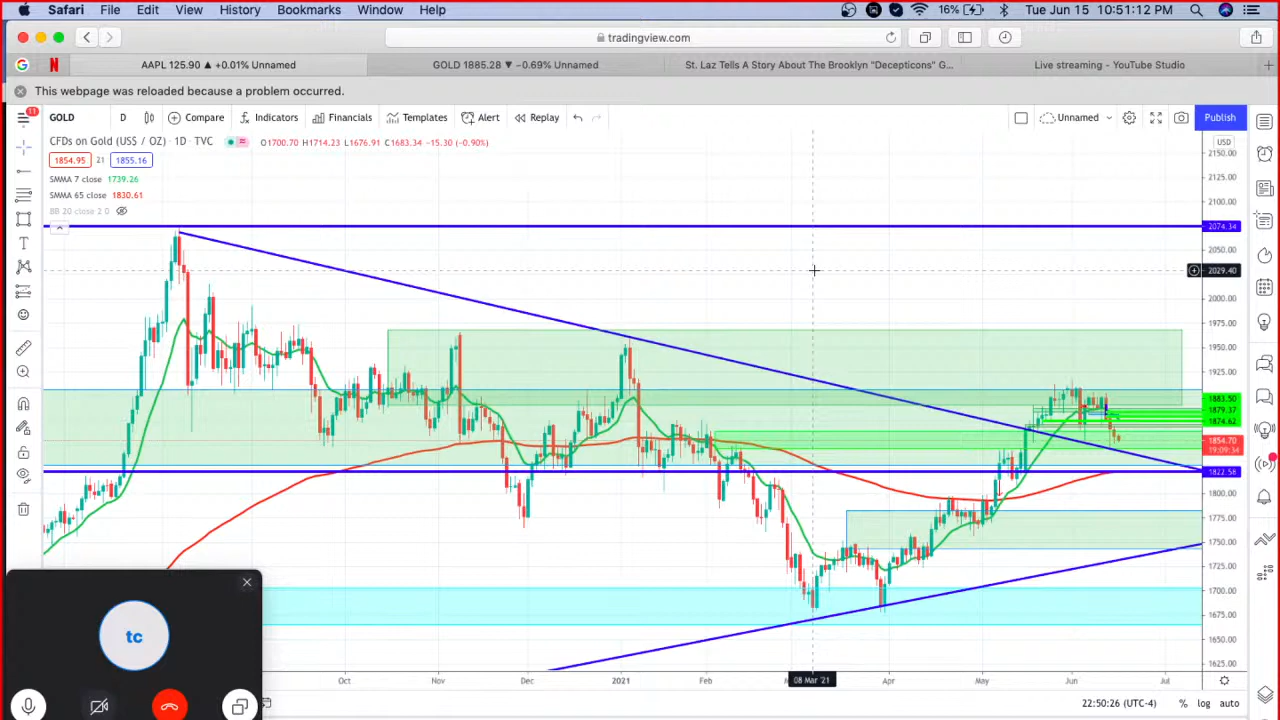 Safari File Edit View History Bookmarks Window Help 16% Tue Jun 15 10:51:12 PM
tradingview.com
AAPL 125.90 ▲ +0.01% Unnamed GOLD 1885.28 ▼ −0.69% Unnamed St. Laz Tells A Story About The Brooklyn "Decepticons" G... Live streaming - YouTube Studio
This webpage was reloaded because a problem occurred.
11
GOLD D Compare Indicators Financials Templates Alert Replay Unnamed Publish
CFDs on Gold (US$ / OZ) · 1D · TVC O1700.70 H1714.23 L1676.91 C1683.34 −15.30 (−0.90%)
USD
1854.95 21 1855.16
SMMA 7 close 1739.26
SMMA 65 close 1830.61
BB 20 close 2 0
2150.00
2125.00
2100.00
2074.34
2050.00
2029.40
2000.00
1975.00
1950.00
1925.00
1883.50
1879.37
1874.62
1854.70
19:09:34
1822.58
1800.00
1775.00
1750.00
1725.00
1700.00
1675.00
1650.00
1625.00
tc
Oct Nov Dec 2021 Feb 08 Mar '21 Apr May Jun Jul
22:50:26 (UTC-4) % log auto